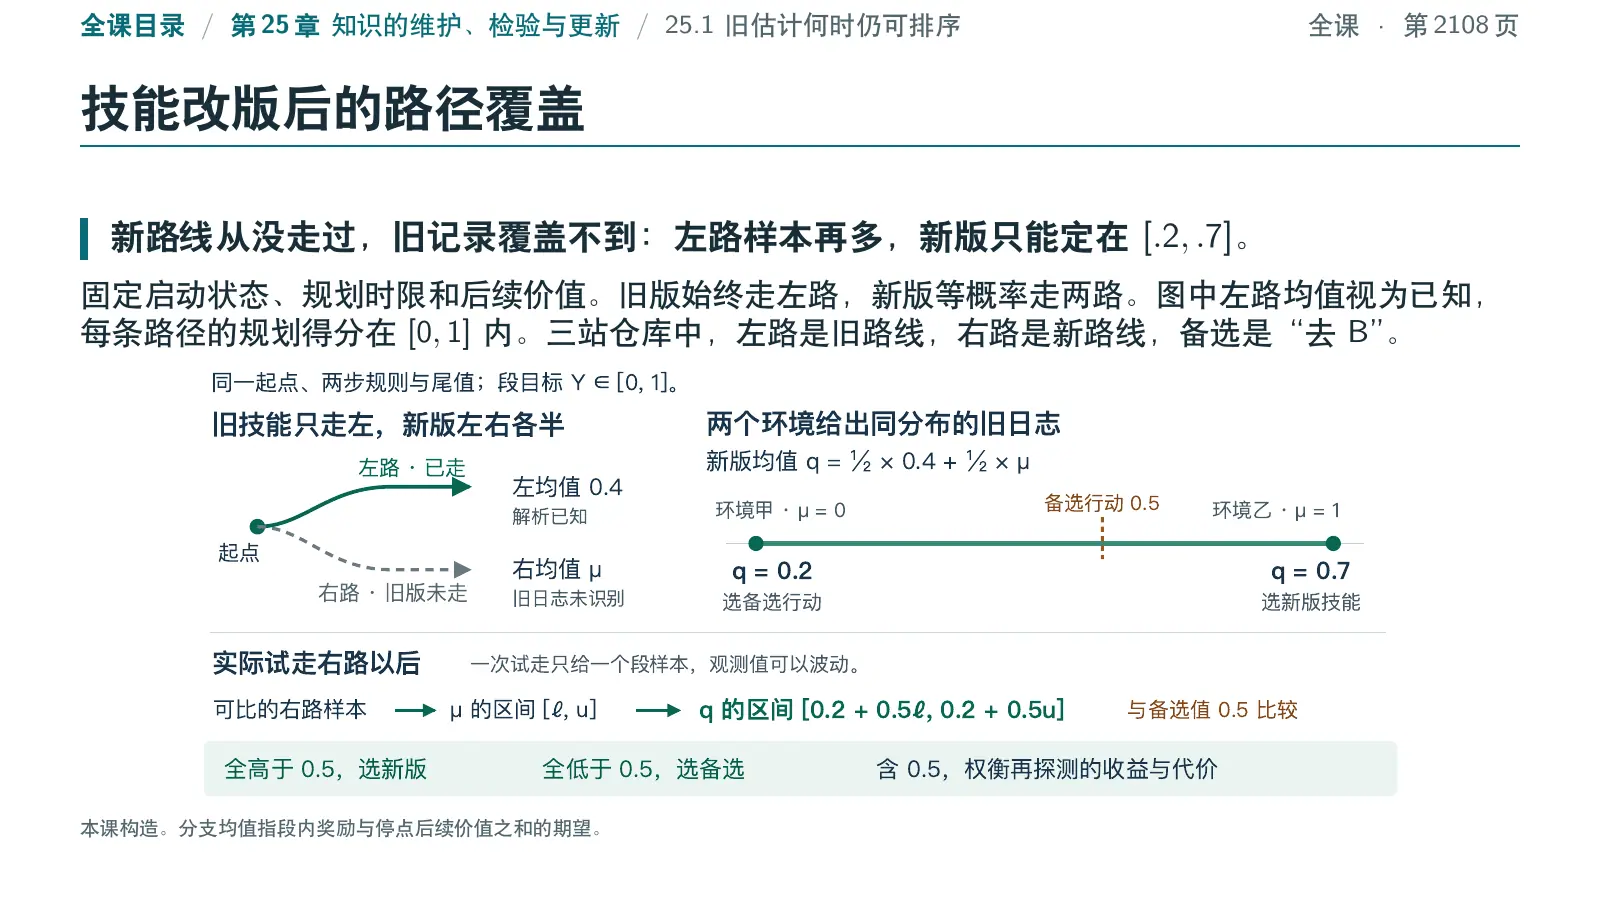 全课目录 / 第 25 章 知识的维护、检验与更新 / 25.1 旧估计何时仍可排序
全课 · 第 2108 页
技能改版后的路径覆盖
新路线从没走过，旧记录覆盖不到：左路样本再多，新版只能定在 [.2, .7]。
固定启动状态、规划时限和后续价值。旧版始终走左路，新版等概率走两路。图中左路均值视为已知，
每条路径的规划得分在 [0, 1] 内。三站仓库中，左路是旧路线，右路是新路线，备选是“去 B”。
同一起点、两步规则与尾值；段目标 Y ∈ [0, 1]。
旧技能只走左，新版左右各半
左路 · 已走
起点
右路 · 旧版未走
左均值 0.4
解析已知
右均值 μ
旧日志未识别
两个环境给出同分布的旧日志
新版均值 q = ½ × 0.4 + ½ × μ
环境甲 · μ = 0
备选行动 0.5
环境乙 · μ = 1
q = 0.2
选备选行动
q = 0.7
选新版技能
实际试走右路以后
一次试走只给一个段样本，观测值可以波动。
可比的右路样本
μ 的区间 [ℓ, u]
q 的区间 [0.2 + 0.5ℓ, 0.2 + 0.5u]
与备选值 0.5 比较
全高于 0.5，选新版
全低于 0.5，选备选
含 0.5，权衡再探测的收益与代价
本课构造。分支均值指段内奖励与停点后续价值之和的期望。